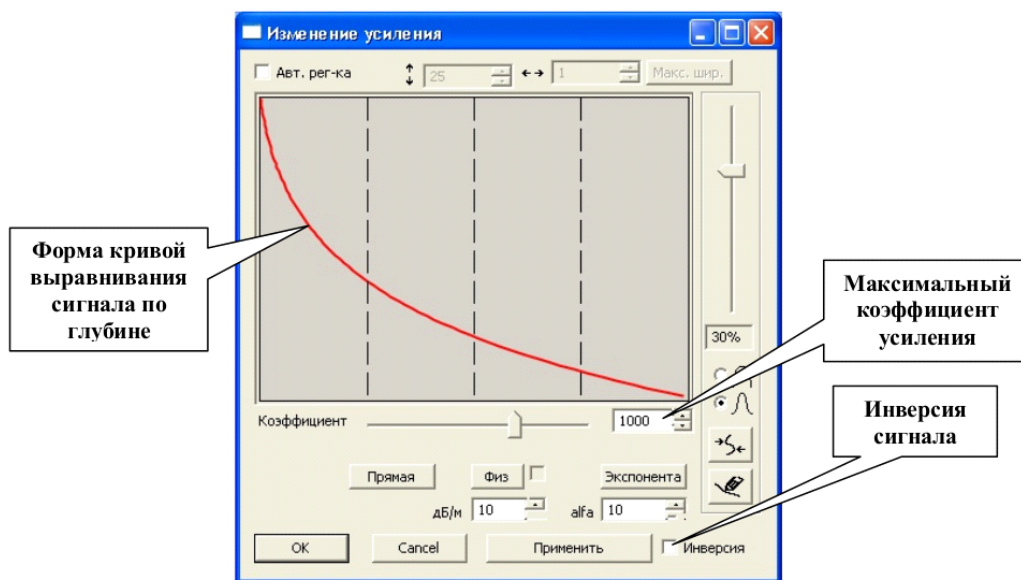 Изменение усиления
Авт. рег-ка 25 1 Макс. шир.
Форма кривой
выравнивания
сигнала по
глубине
Максимальный
коэффициент
усиления
30%
Коэффициент 1000
Инверсия
сигнала
Прямая Физ Экспонента
дБ/м 10 alfa 10
OK Cancel Применить Инверсия